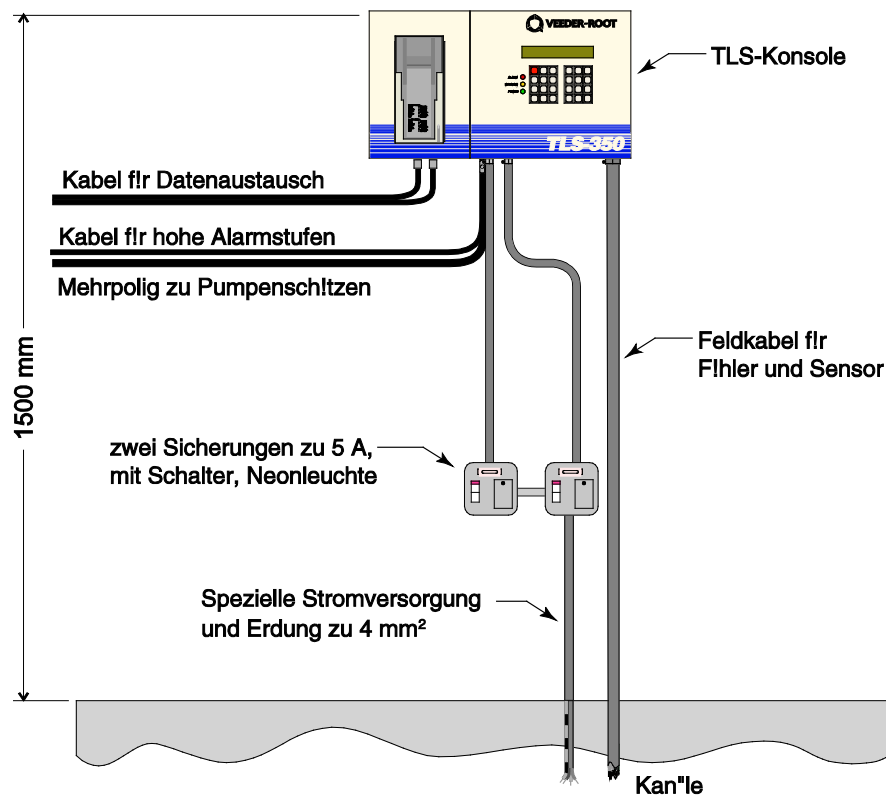 VEEDER-ROOT
TLS-Konsole
TLS-350
Kabel f!r Datenaustausch
Kabel f!r hohe Alarmstufen
Mehrpolig zu Pumpensch!tzen
1500 mm
Feldkabel f!r
F!hler und Sensor
zwei Sicherungen zu 5 A,
mit Schalter, Neonleuchte
Spezielle Stromversorgung
und Erdung zu 4 mm²
Kan"le